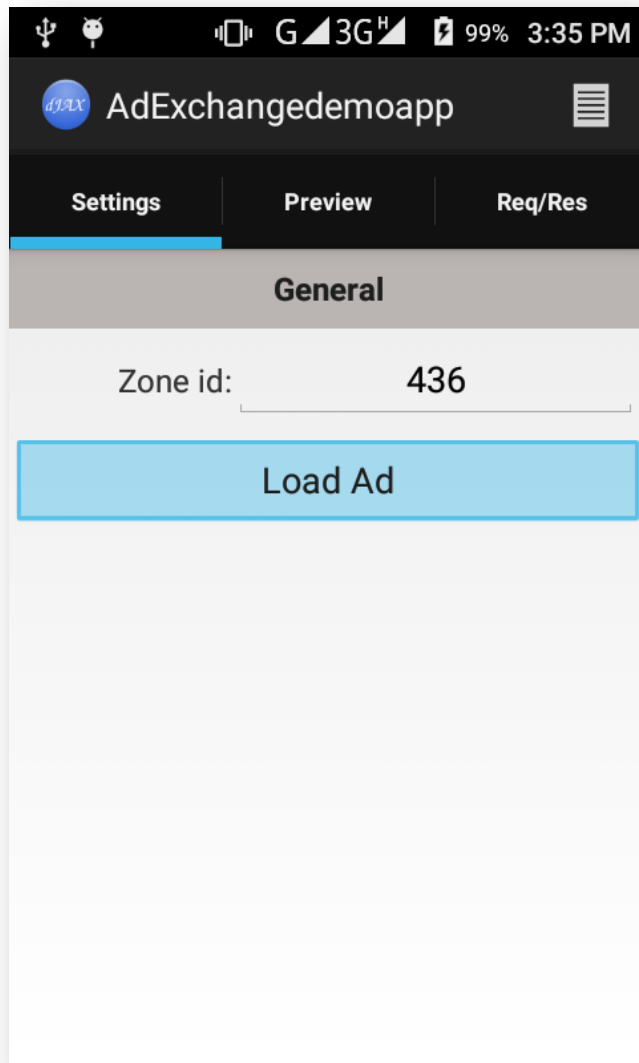 G 3G H 99% 3:35 PM
dJAX AdExchangedemoapp
Settings Preview Req/Res
General
Zone id: 436
Load Ad